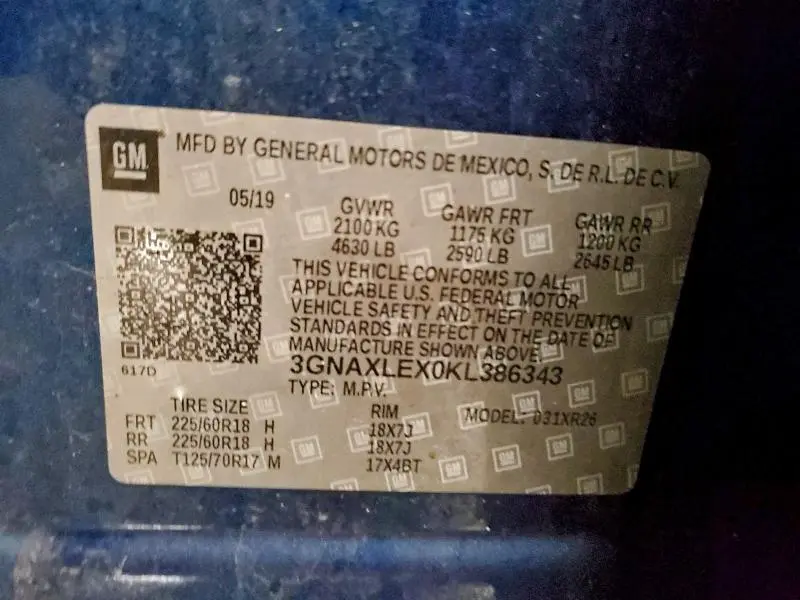 GM
MFD BY GENERAL MOTORS DE MEXICO, S. DE R.L. DE C.V.
05/19
GVWR GAWR FRT GAWR RR
2100 KG 1175 KG 1200 KG
4630 LB 2590 LB 2645 LB
THIS VEHICLE CONFORMS TO ALL
APPLICABLE U.S. FEDERAL MOTOR
VEHICLE SAFETY AND THEFT PREVENTION
STANDARDS IN EFFECT ON THE DATE OF
MANUFACTURE SHOWN ABOVE.
617D
3GNAXLEX0KL386343
TYPE: M.P.V.
MODEL: 031XR26
TIRE SIZE RIM
FRT 225/60R18 H 18X7J
RR 225/60R18 H 18X7J
SPA T125/70R17 M 17X4BT